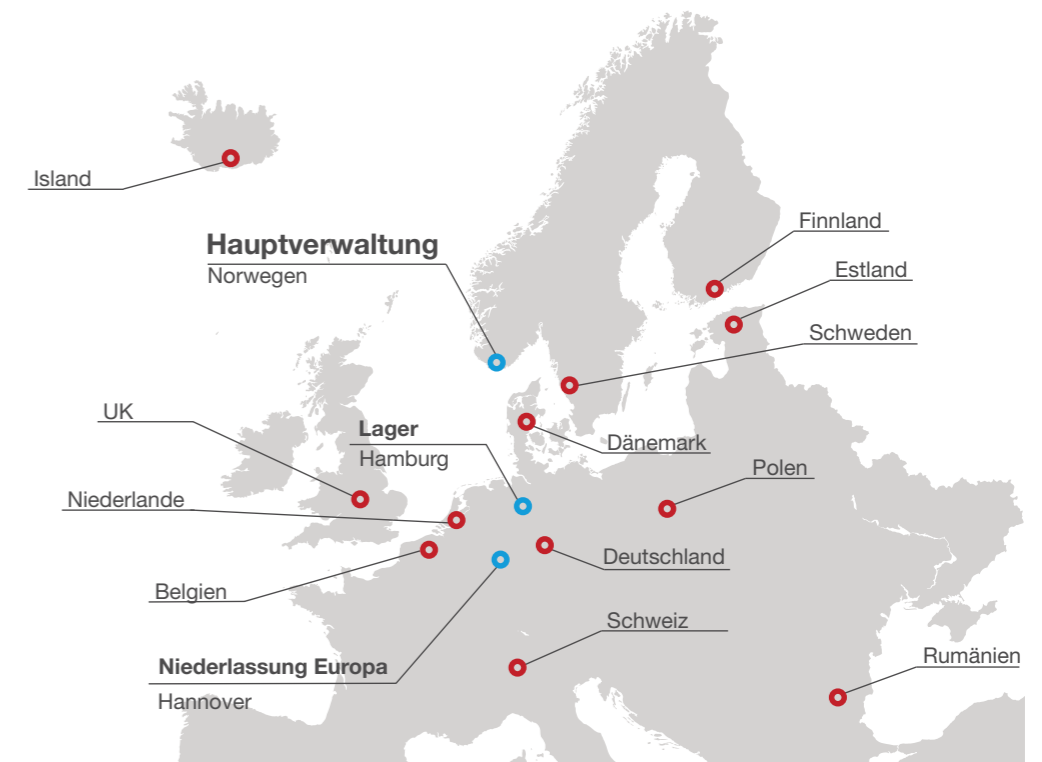 Island
Hauptverwaltung
Norwegen
Finnland
Estland
Schweden
UK
Lager
Hamburg
Dänemark
Polen
Niederlande
Deutschland
Belgien
Schweiz
Niederlassung Europa
Hannover
Rumänien